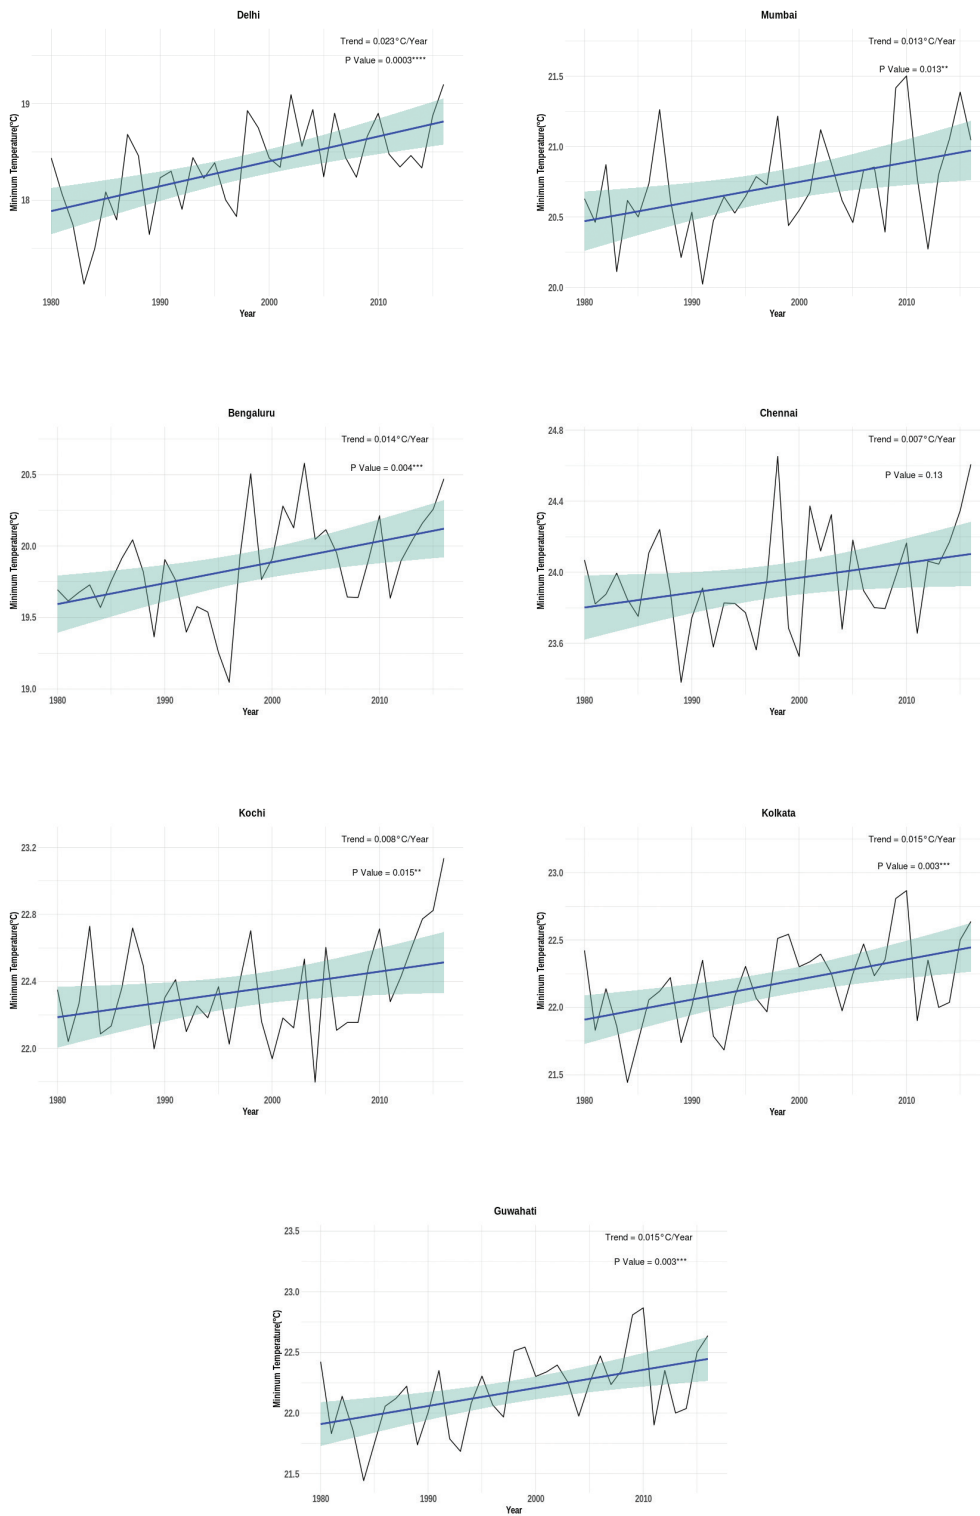 Delhi
Trend = 0.023°C/Year
P Value = 0.0003****
Minimum Temperature(°C)
19
18
1980 1990 2000 2010
Year
Mumbai
Trend = 0.013°C/Year
P Value = 0.013**
Minimum Temperature(°C)
21.5
21.0
20.5
20.0
1980 1990 2000 2010
Year
Bengaluru
Trend = 0.014°C/Year
P Value = 0.004***
Minimum Temperature(°C)
20.5
20.0
19.5
19.0
1980 1990 2000 2010
Year
Chennai
Trend = 0.007°C/Year
P Value = 0.13
Minimum Temperature(°C)
24.8
24.4
24.0
23.6
1980 1990 2000 2010
Year
Kochi
Trend = 0.008°C/Year
P Value = 0.015**
Minimum Temperature(°C)
23.2
22.8
22.4
22.0
1980 1990 2000 2010
Year
Kolkata
Trend = 0.015°C/Year
P Value = 0.003***
Minimum Temperature(°C)
23.0
22.5
22.0
21.5
1980 1990 2000 2010
Year
Guwahati
Trend = 0.015°C/Year
P Value = 0.003***
Minimum Temperature(°C)
23.5
23.0
22.5
22.0
21.5
1980 1990 2000 2010
Year